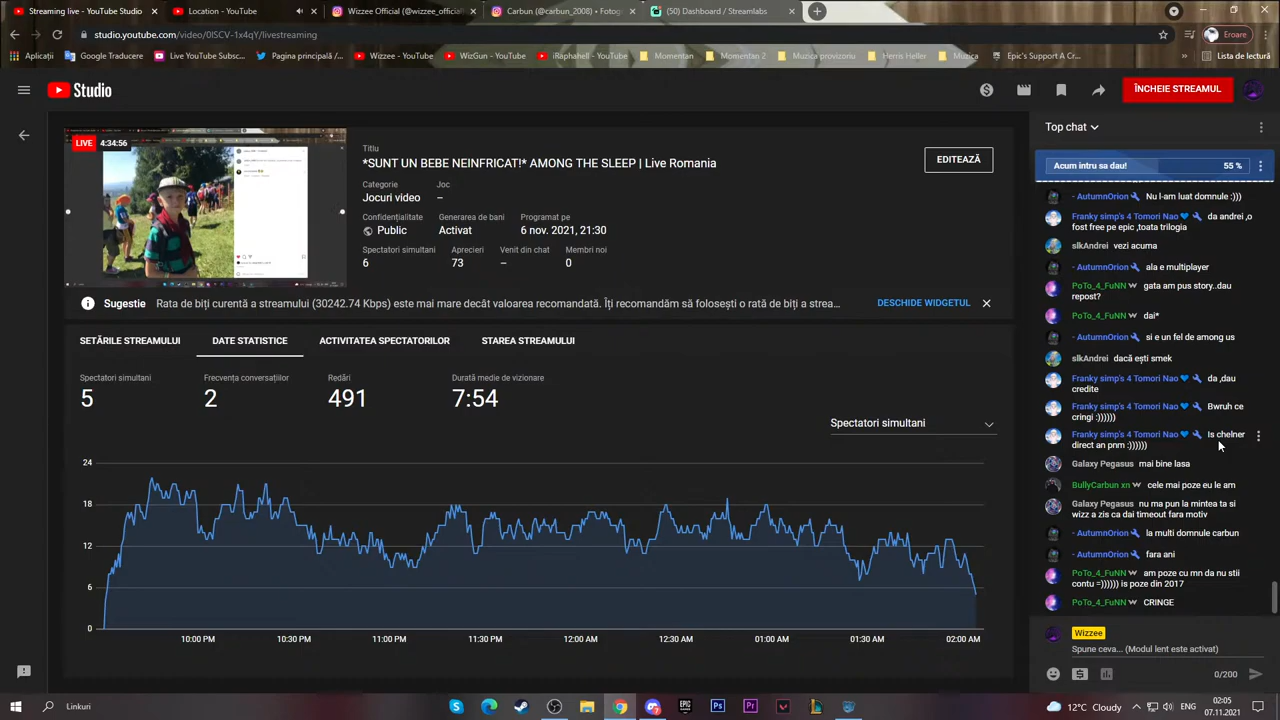 Streaming live - YouTube Studio
Location - YouTube
Wizzee Official (@wizzee_official
Carbun (@carbun_2008) • Fotogr
(50) Dashboard / Streamlabs
studio.youtube.com/video/0ISCV-1x4qY/livestreaming
Eroare
Aplicații
Google Traducere
Live YouTube Subsc...
Pagina principală /...
Wizzee - YouTube
WizGun - YouTube
iRaphahell - YouTube
Momentan
Momentan 2
Muzica provizoriu
Herris Heller
Muzica
Epic's Support A Cr...
Listă de lectură
Studio
ÎNCHEIE STREAMUL
LIVE
4:34:56
Titlu
*SUNT UN BEBE NEINFRICAT* AMONG THE SLEEP | Live Romania
EDITEAZĂ
Categorie
Joc
Jocuri video
–
Confidențialitate
Generarea de bani
Programat pe
Public
Activat
6 nov. 2021, 21:30
Spectatori simultani
Aprecieri
Venit din chat
Membri noi
6
73
–
0
Sugestie
Rata de biți curentă a streamului (30242.74 Kbps) este mai mare decât valoarea recomandată. Îți recomandăm să folosești o rată de biți a strea...
DESCHIDE WIDGETUL
DATE STATISTICE
STAREA STREAMULUI
Spectatori simultani
Frecvența conversațiilor
Redări
Durată medie de vizionare
5
2
491
7:54
Spectatori simultani
24
18
12
6
0
10:00 PM
10:30 PM
11:00 PM
11:30 PM
12:00 AM
12:30 AM
01:00 AM
01:30 AM
02:00 AM
Top chat
Acum intru sa dau!
55 %
- AutumnOrion Nu l-am luat domnule :)))
Franky simp's 4 Tomori Nao da andrei ,o
fost free pe epic ,toata trilogia
slkAndrei vezi acuma
- AutumnOrion ala e multiplayer
PoTo_4_FuNN gata am pus story..dau
repost?
PoTo_4_FuNN dai*
- AutumnOrion si e un fel de among us
slkAndrei dacă ești smek
Franky simp's 4 Tomori Nao da ,dau
credite
Franky simp's 4 Tomori Nao Bwruh ce
cringi :))))))
Franky simp's 4 Tomori Nao Is chelner
direct an pnm :))))))
Galaxy Pegasus mai bine lasa
BullyCarbun xn cele mai poze eu le am
Galaxy Pegasus nu ma pun la mintea ta si
wizz a zis ca dai timeout fara motiv
- AutumnOrion la multi domnule carbun
- AutumnOrion fara ani
PoTo_4_FuNN am poze cu mn da nu stii
contu =)))))) is poze din 2017
PoTo_4_FuNN CRINGE
Wizzee
Spune ceva... (Modul lent este activat)
0/200
Linkuri
12°C Cloudy
02:05
07.11.2021